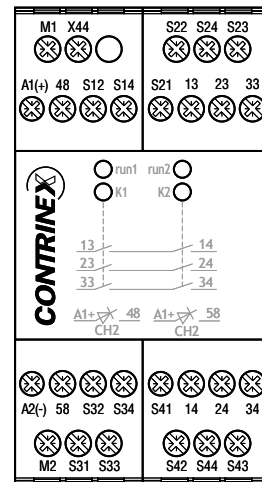 M1 X44 S22 S24 S23
A1(+) 48 S12 S14 S21 13 23 33
run1 run2
K1 K2
CONTRINEX
13 14
23 24
33 34
A1+ 48 A1+ 58
CH2 CH2
A2(-) 58 S32 S34 S41 14 24 34
M2 S31 S33 S42 S44 S43